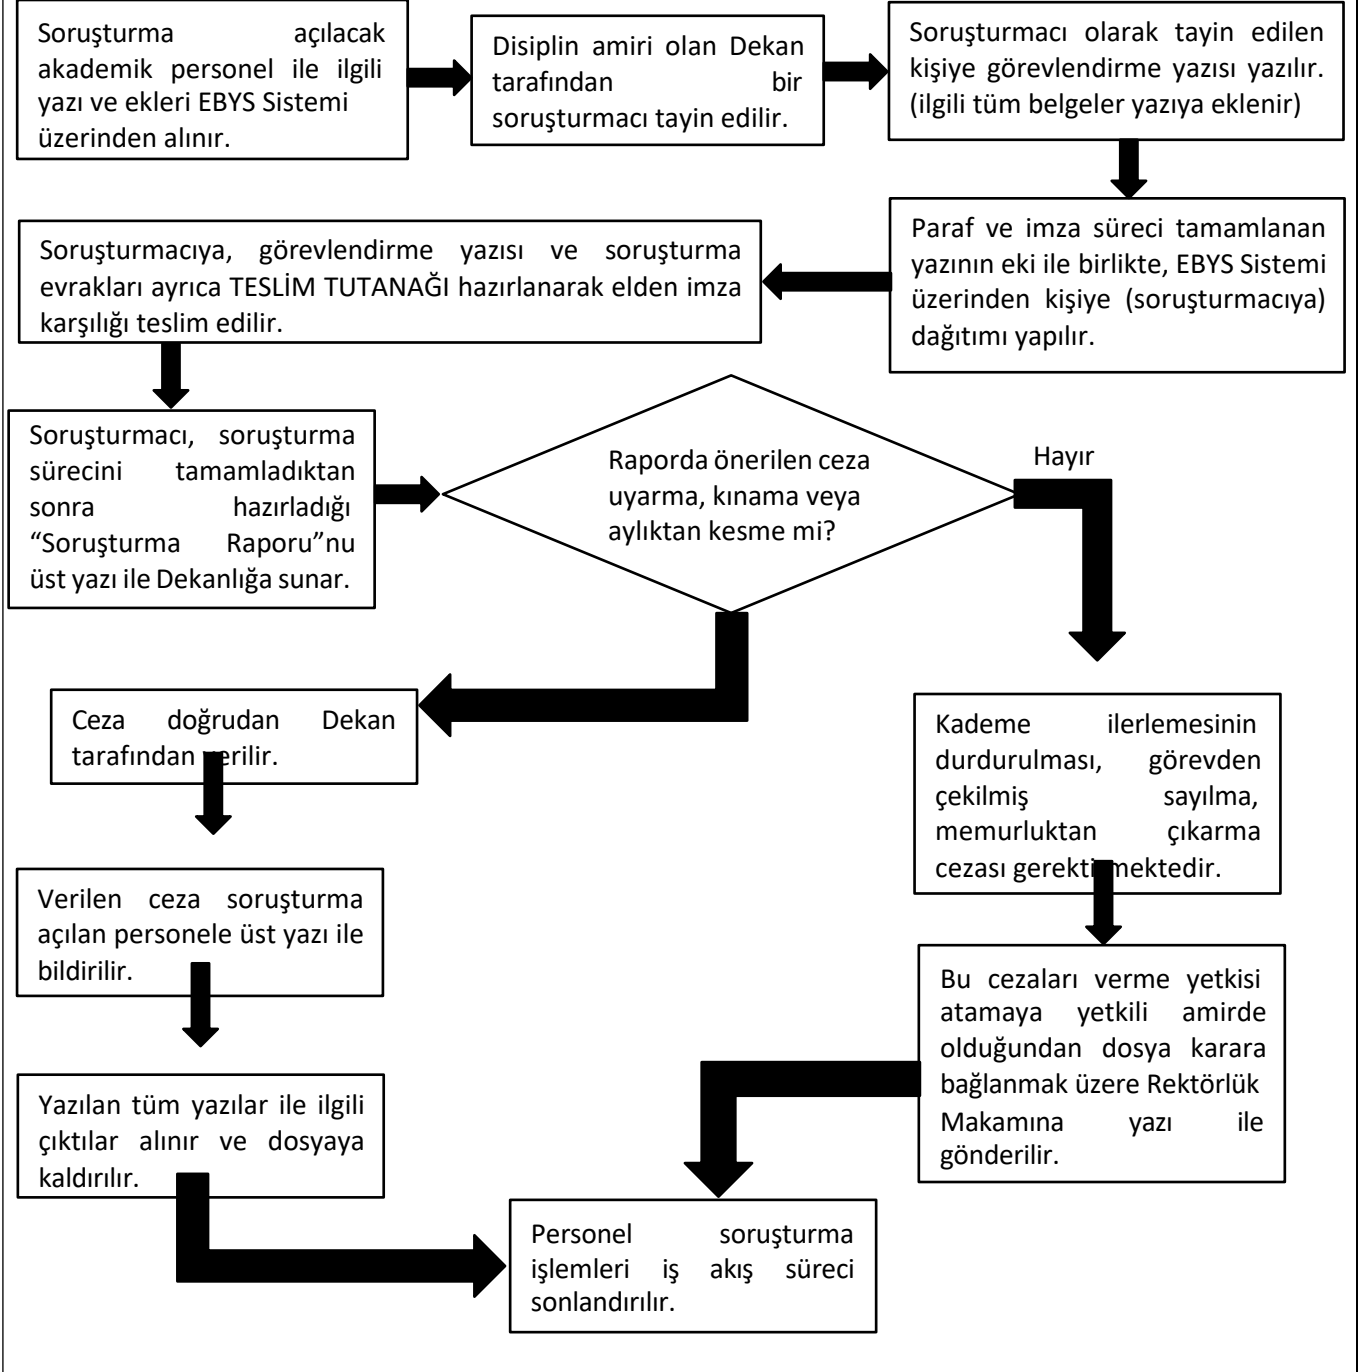 Soruşturma açılacak
akademik personel ile ilgili
yazı ve ekleri EBYS Sistemi
üzerinden alınır.
Disiplin amiri olan Dekan
tarafından bir
soruşturmacı tayin edilir.
Soruşturmacı olarak tayin edilen
kişiye görevlendirme yazısı yazılır.
(ilgili tüm belgeler yazıya eklenir)
Paraf ve imza süreci tamamlanan
yazının eki ile birlikte, EBYS Sistemi
üzerinden kişiye (soruşturmacıya)
dağıtımı yapılır.
Soruşturmacıya, görevlendirme yazısı ve soruşturma
evrakları ayrıca TESLİM TUTANAĞI hazırlanarak elden imza
karşılığı teslim edilir.
Soruşturmacı, soruşturma
sürecini tamamladıktan
sonra hazırladığı
“Soruşturma Raporu”nu
üst yazı ile Dekanlığa sunar.
Raporda önerilen ceza
uyarma, kınama veya
aylıktan kesme mi?
Hayır
Ceza doğrudan Dekan
tarafından verilir.
Verilen ceza soruşturma
açılan personele üst yazı ile
bildirilir.
Yazılan tüm yazılar ile ilgili
çıktılar alınır ve dosyaya
kaldırılır.
Kademe ilerlemesinin
durdurulması, görevden
çekilmiş sayılma,
memurluktan çıkarma
cezası gerektirmektedir.
Bu cezaları verme yetkisi
atamaya yetkili amirde
olduğundan dosya karara
bağlanmak üzere Rektörlük
Makamına yazı ile
gönderilir.
Personel soruşturma
işlemleri iş akış süreci
sonlandırılır.